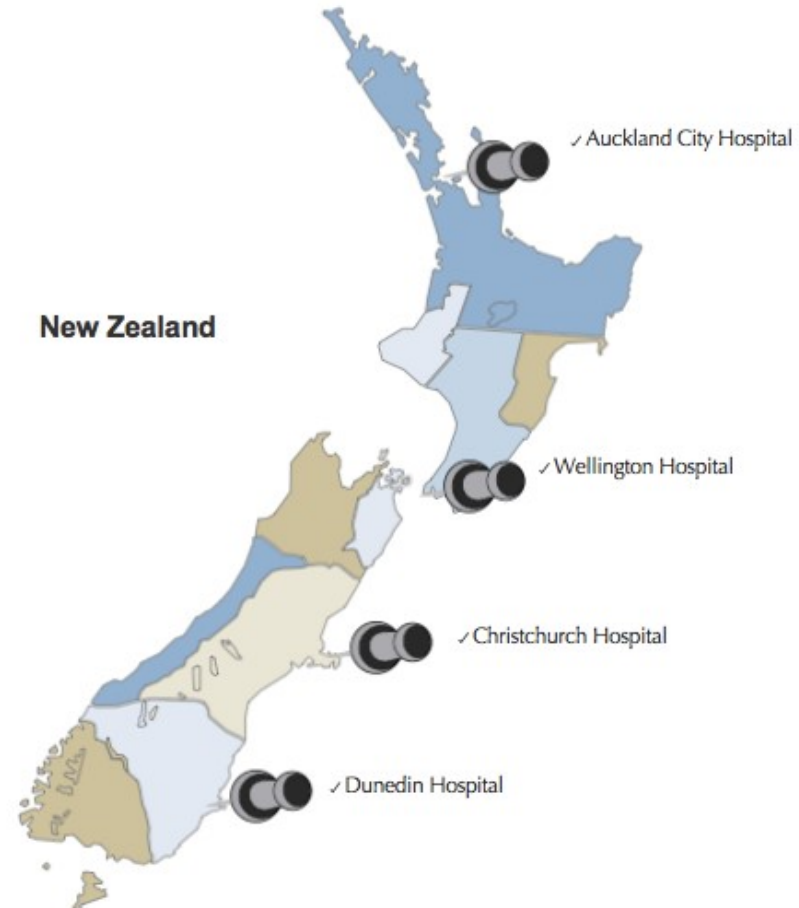 ✓ Auckland City Hospital
New Zealand
✓ Wellington Hospital
✓ Christchurch Hospital
✓ Dunedin Hospital